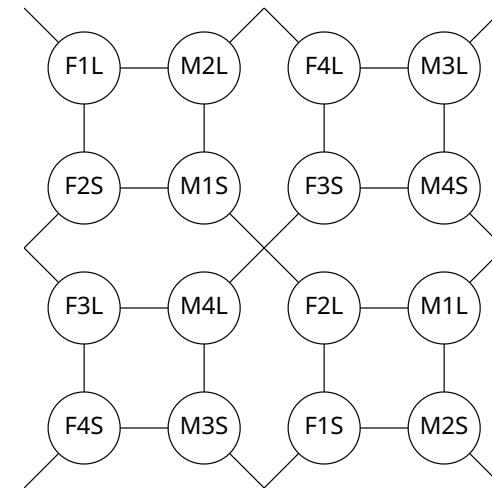 F1L M2L F4L M3L
F2S M1S F3S M4S
F3L M4L F2L M1L
F4S M3S F1S M2S